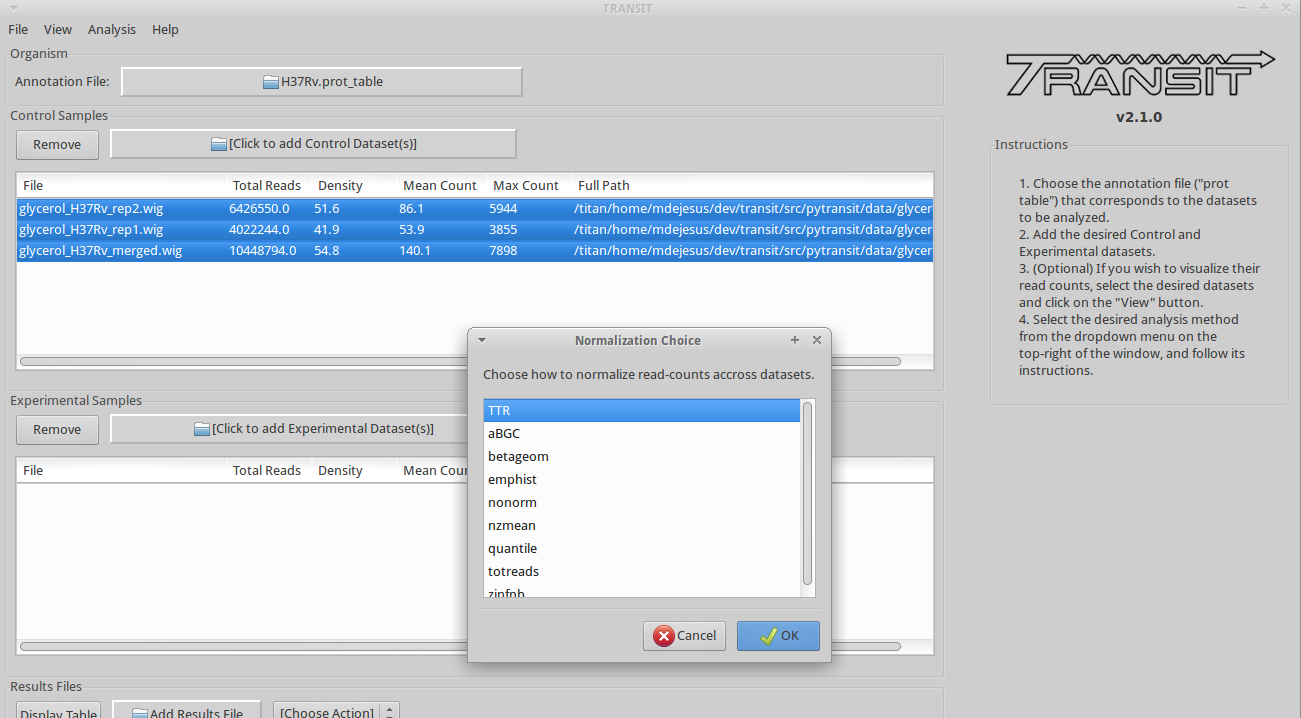 TRANSIT
File View Analysis Help
Organism
Annotation File: H37Rv.prot_table
Control Samples
Remove [Click to add Control Dataset(s)]
File Total Reads Density Mean Count Max Count Full Path
glycerol_H37Rv_rep2.wig 6426550.0 51.6 86.1 5944 /titan/home/mdejesus/dev/transit/src/pytransit/data/glycer
glycerol_H37Rv_rep1.wig 4022244.0 41.9 53.9 3855 /titan/home/mdejesus/dev/transit/src/pytransit/data/glycer
glycerol_H37Rv_merged.wig 10448794.0 54.8 140.1 7898 /titan/home/mdejesus/dev/transit/src/pytransit/data/glycer
Experimental Samples
Remove [Click to add Experimental Dataset(s)]
File Total Reads Density Mean Cour
Results Files
Display Table Add Results File [Choose Action]
Normalization Choice
Choose how to normalize read-counts accross datasets.
TTR
aBGC
betageom
emphist
nonorm
nzmean
quantile
totreads
zinfnb
Cancel OK
TRANSIT
v2.1.0
Instructions
1. Choose the annotation file ("prot
table") that corresponds to the datasets
to be analyzed.
2. Add the desired Control and
Experimental datasets.
3. (Optional) If you wish to visualize their
read counts, select the desired datasets
and click on the "View" button.
4. Select the desired analysis method
from the dropdown menu on the
top-right of the window, and follow its
instructions.